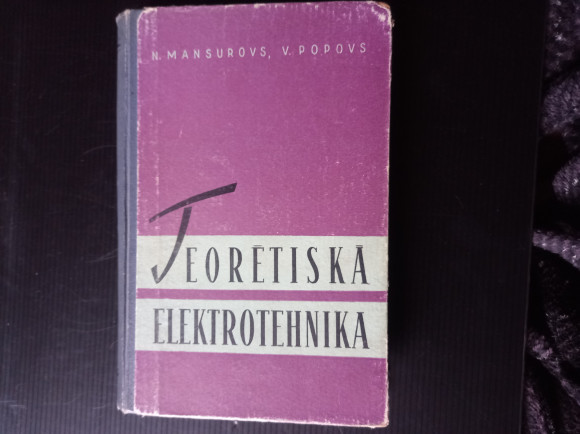 N. MANSUROVS, V. POPOVS
TEORĒTISKĀ
ELEKTROTEHNIKA